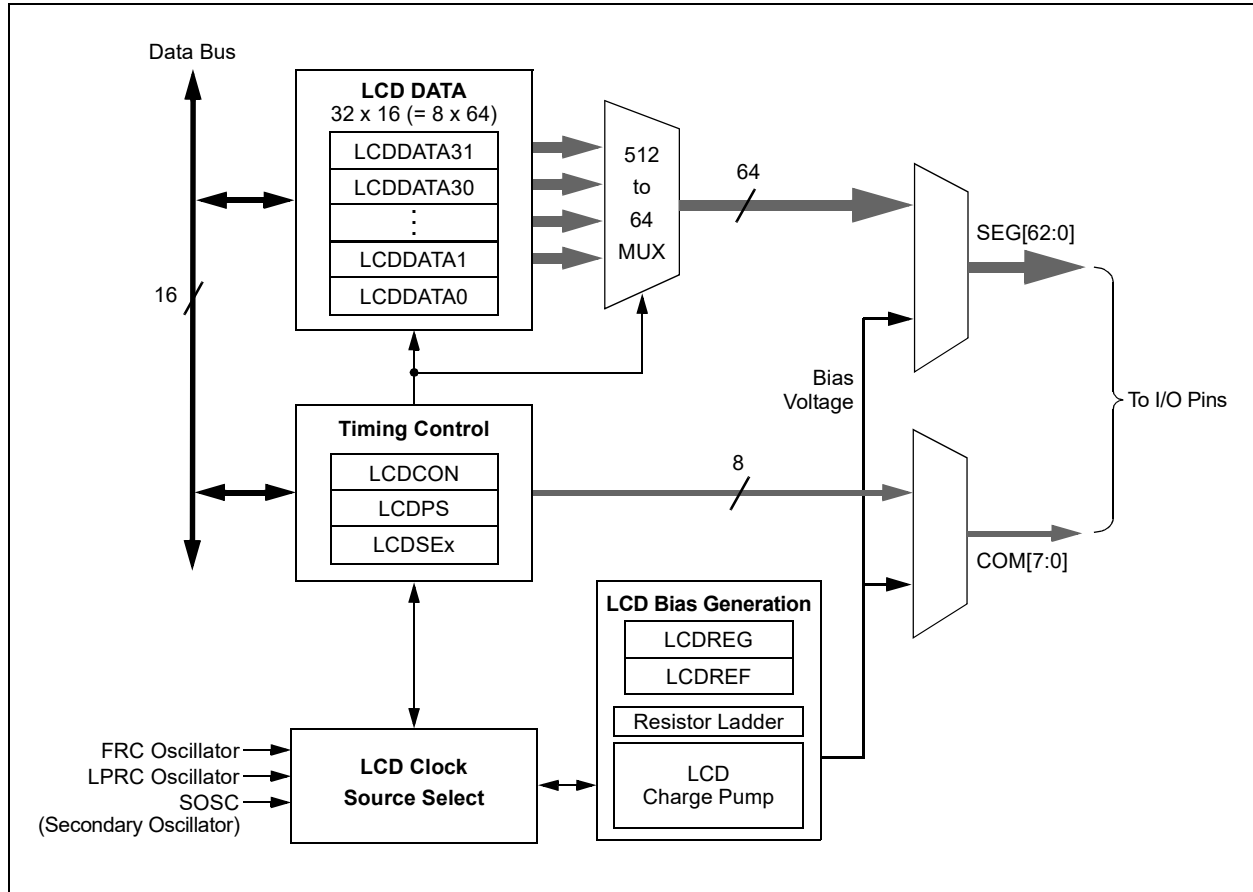 Data Bus
16
LCD DATA
32 x 16 (= 8 x 64)
LCDDATA31
LCDDATA30
LCDDATA1
LCDDATA0
512
to
64
MUX
64
SEG[62:0]
Bias
Voltage
To I/O Pins
Timing Control
LCDCON
LCDPS
LCDSEx
8
COM[7:0]
LCD Bias Generation
LCDREG
LCDREF
Resistor Ladder
LCD
Charge Pump
FRC Oscillator
LPRC Oscillator
SOSC
(Secondary Oscillator)
LCD Clock
Source Select